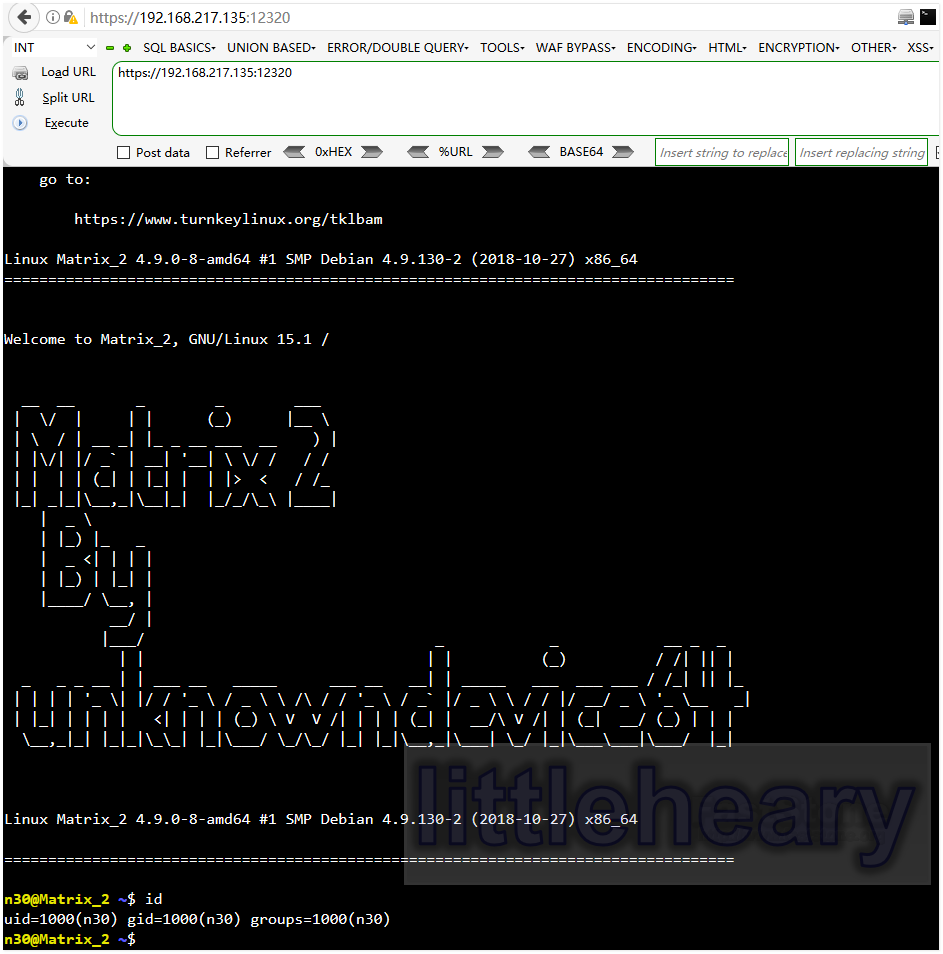 https://192.168.217.135:12320
INT SQL BASICS UNION BASED ERROR/DOUBLE QUERY TOOLS WAF BYPASS ENCODING HTML ENCRYPTION OTHER XSS
Load URL https://192.168.217.135:12320
Split URL
Execute
Post data Referrer 0xHEX %URL BASE64 Insert string to replace Insert replacing string
go to:
https://www.turnkeylinux.org/tklbam
Linux Matrix_2 4.9.0-8-amd64 #1 SMP Debian 4.9.130-2 (2018-10-27) x86_64
===================================================================================
Welcome to Matrix_2, GNU/Linux 15.1 /
Matrix 2
By
unknowndevice64
littleheary
Linux Matrix_2 4.9.0-8-amd64 #1 SMP Debian 4.9.130-2 (2018-10-27) x86_64
===================================================================================
n30@Matrix_2 ~$ id
uid=1000(n30) gid=1000(n30) groups=1000(n30)
n30@Matrix_2 ~$